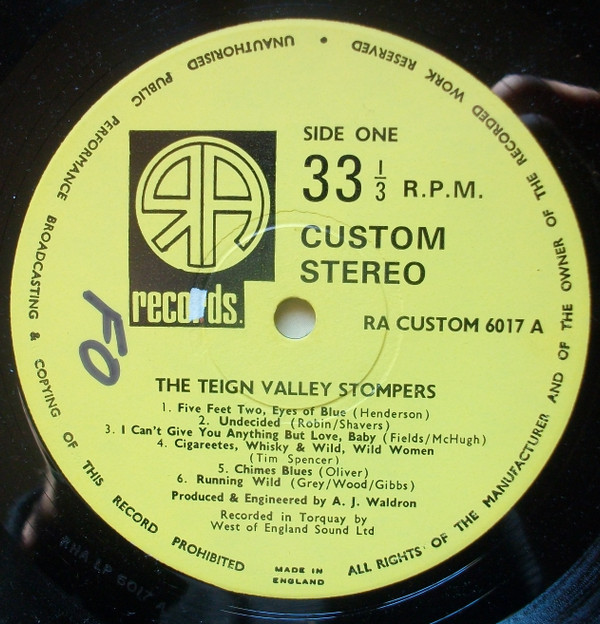 ALL RIGHTS OF THE MANUFACTURER AND OF THE OWNER OF THE RECORDED WORK RESERVED • UNAUTHORISED PUBLIC PERFORMANCE BROADCASTING & COPYING OF THIS RECORD PROHIBITED
RA
records.
SIDE ONE
33 1/3 R.P.M.
CUSTOM
STEREO
RA CUSTOM 6017 A
FO
THE TEIGN VALLEY STOMPERS
1. Five Feet Two, Eyes of Blue (Henderson)
2. Undecided (Robin/Shavers)
3. I Can't Give You Anything But Love, Baby (Fields/McHugh)
4. Cigareetes, Whisky & Wild, Wild Women
(Tim Spencer)
5. Chimes Blues (Oliver)
6. Running Wild (Grey/Wood/Gibbs)
Produced & Engineered by A. J. Waldron
Recorded in Torquay by
West of England Sound Ltd
MADE IN
ENGLAND
RNA LP 6017 A